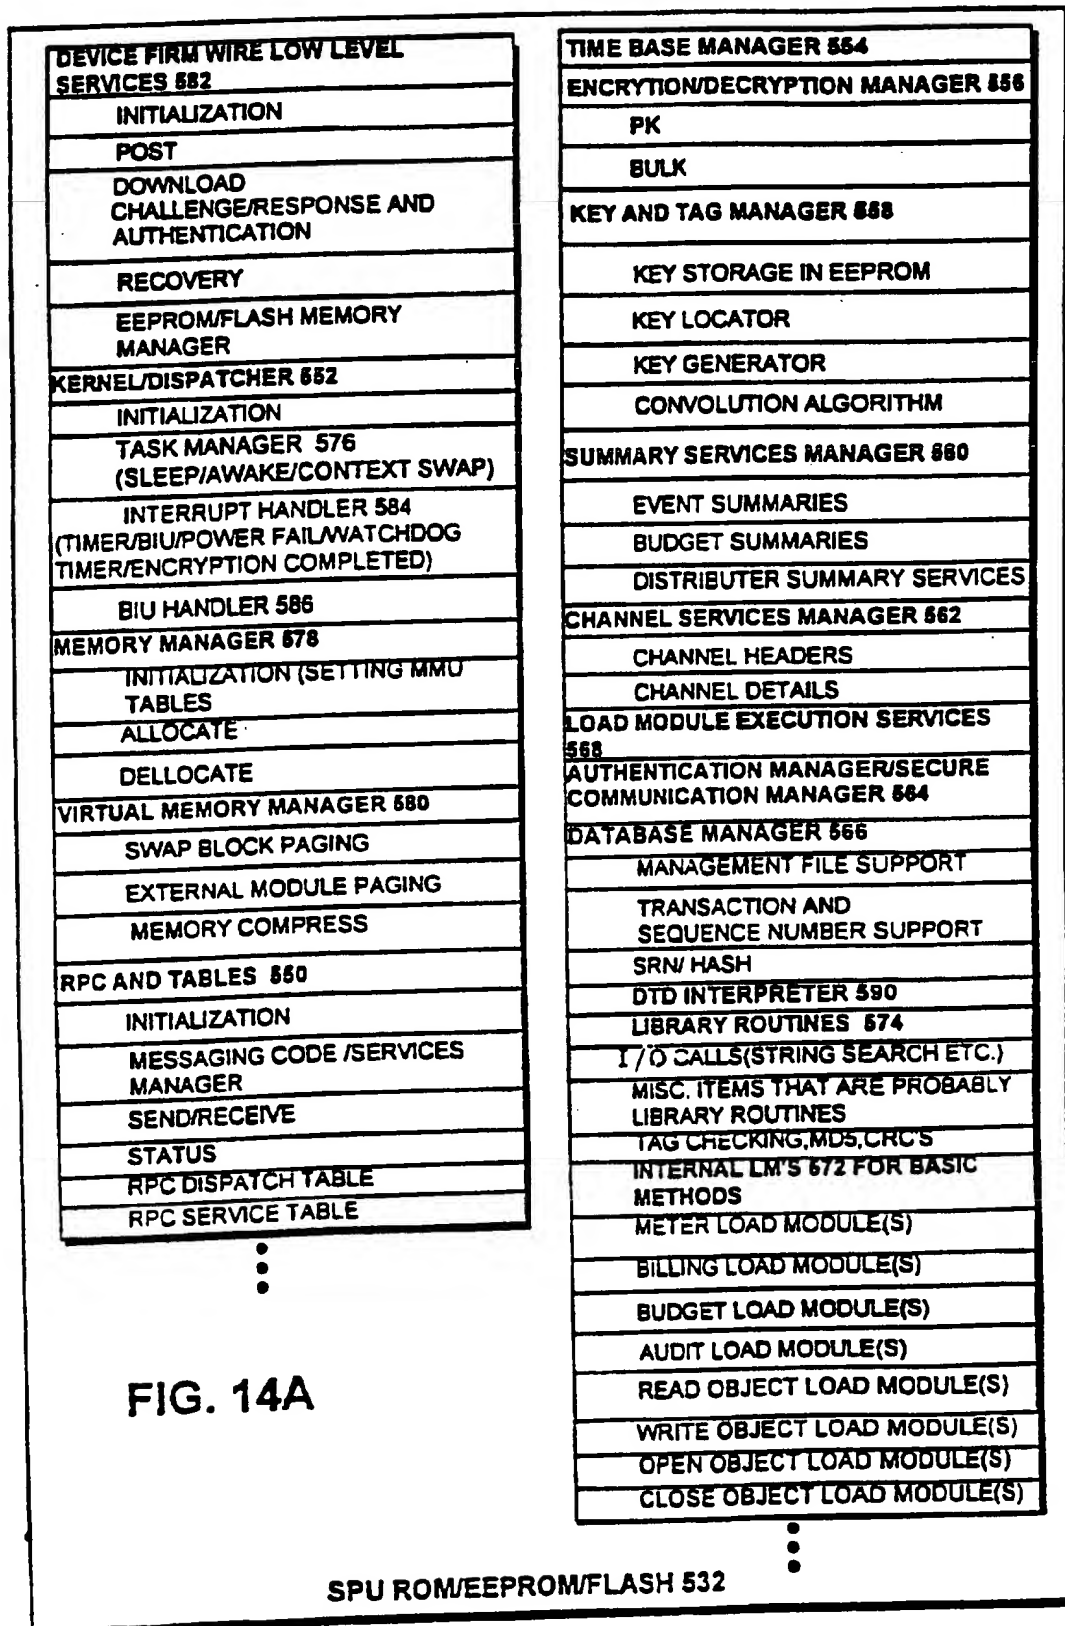 DEVICE FIRM WIRE LOW LEVEL
SERVICES 582
INITIALIZATION
POST
DOWNLOAD
CHALLENGE/RESPONSE AND
AUTHENTICATION
RECOVERY
EEPROM/FLASH MEMORY
MANAGER
KERNEL/DISPATCHER 552
INITIALIZATION
TASK MANAGER 576
(SLEEP/AWAKE/CONTEXT SWAP)
INTERRUPT HANDLER 584
(TIMER/BIU/POWER FAIL/WATCHDOG
TIMER/ENCRYPTION COMPLETED)
BIU HANDLER 586
MEMORY MANAGER 578
INITIALIZATION (SETTING MMU
TABLES
ALLOCATE
DELLOCATE
VIRTUAL MEMORY MANAGER 580
SWAP BLOCK PAGING
EXTERNAL MODULE PAGING
MEMORY COMPRESS
RPC AND TABLES 550
INITIALIZATION
MESSAGING CODE /SERVICES
MANAGER
SEND/RECEIVE
STATUS
RPC DISPATCH TABLE
RPC SERVICE TABLE
TIME BASE MANAGER 554
ENCRYTION/DECRYPTION MANAGER 556
PK
BULK
KEY AND TAG MANAGER 558
KEY STORAGE IN EEPROM
KEY LOCATOR
KEY GENERATOR
CONVOLUTION ALGORITHM
SUMMARY SERVICES MANAGER 560
EVENT SUMMARIES
BUDGET SUMMARIES
DISTRIBUTER SUMMARY SERVICES
CHANNEL SERVICES MANAGER 562
CHANNEL HEADERS
CHANNEL DETAILS
LOAD MODULE EXECUTION SERVICES
568
AUTHENTICATION MANAGER/SECURE
COMMUNICATION MANAGER 564
DATABASE MANAGER 566
MANAGEMENT FILE SUPPORT
TRANSACTION AND
SEQUENCE NUMBER SUPPORT
SRN/ HASH
DTD INTERPRETER 590
LIBRARY ROUTINES 574
I/O CALLS(STRING SEARCH ETC.)
MISC. ITEMS THAT ARE PROBABLY
LIBRARY ROUTINES
TAG CHECKING,MD5,CRC'S
INTERNAL LM'S 572 FOR BASIC
METHODS
METER LOAD MODULE(S)
BILLING LOAD MODULE(S)
BUDGET LOAD MODULE(S)
AUDIT LOAD MODULE(S)
READ OBJECT LOAD MODULE(S)
WRITE OBJECT LOAD MODULE(S)
OPEN OBJECT LOAD MODULE(S)
CLOSE OBJECT LOAD MODULE(S)
FIG. 14A
SPU ROM/EEPROM/FLASH 532